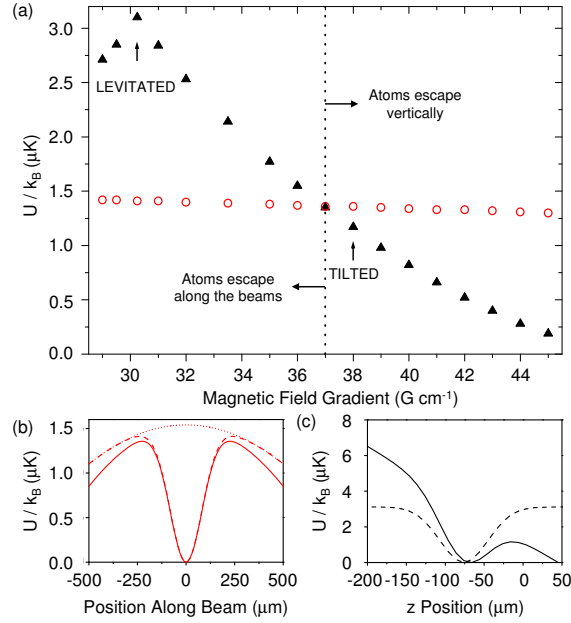 (a)
3.0
2.5
2.0
1.5
1.0
0.5
0.0
U / kB (μK)
LEVITATED
Atoms escape
vertically
Atoms escape
along the beams
TILTED
30 32 34 36 38 40 42 44
Magnetic Field Gradient (G cm-1)
(b)
1.5
1.0
0.5
0.0
U / kB (μK)
-500 -250 0 250 500
Position Along Beam (μm)
(c)
8
6
4
2
0
U / kB (μK)
-200 -150 -100 -50 0 50
z Position (μm)